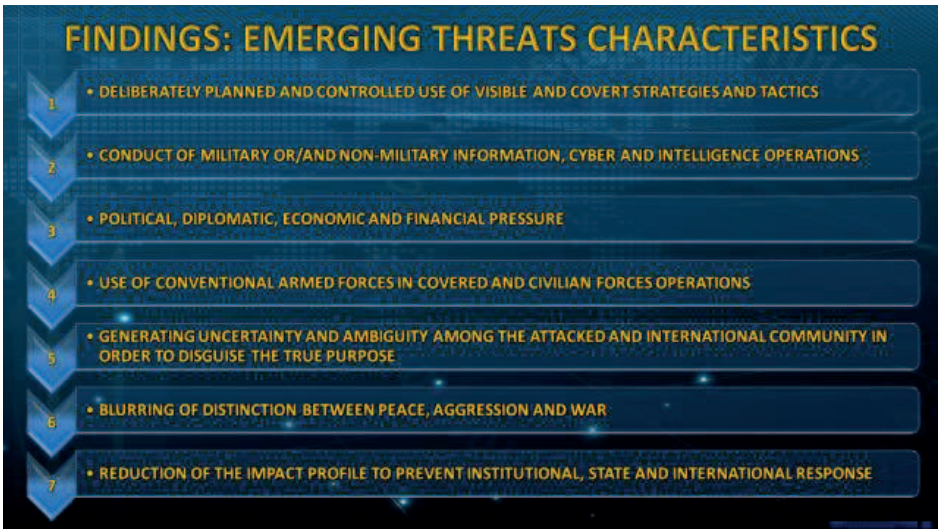 FINDINGS: EMERGING THREATS CHARACTERISTICS
1
• DELIBERATELY PLANNED AND CONTROLLED USE OF VISIBLE AND COVERT STRATEGIES AND TACTICS
2
• CONDUCT OF MILITARY OR/AND NON-MILITARY INFORMATION, CYBER AND INTELLIGENCE OPERATIONS
3
• POLITICAL, DIPLOMATIC, ECONOMIC AND FINANCIAL PRESSURE
4
• USE OF CONVENTIONAL ARMED FORCES IN COVERED AND CIVILIAN FORCES OPERATIONS
5
• GENERATING UNCERTAINTY AND AMBIGUITY AMONG THE ATTACKED AND INTERNATIONAL COMMUNITY IN
ORDER TO DISGUISE THE TRUE PURPOSE
6
• BLURRING OF DISTINCTION BETWEEN PEACE, AGGRESSION AND WAR
7
• REDUCTION OF THE IMPACT PROFILE TO PREVENT INSTITUTIONAL, STATE AND INTERNATIONAL RESPONSE